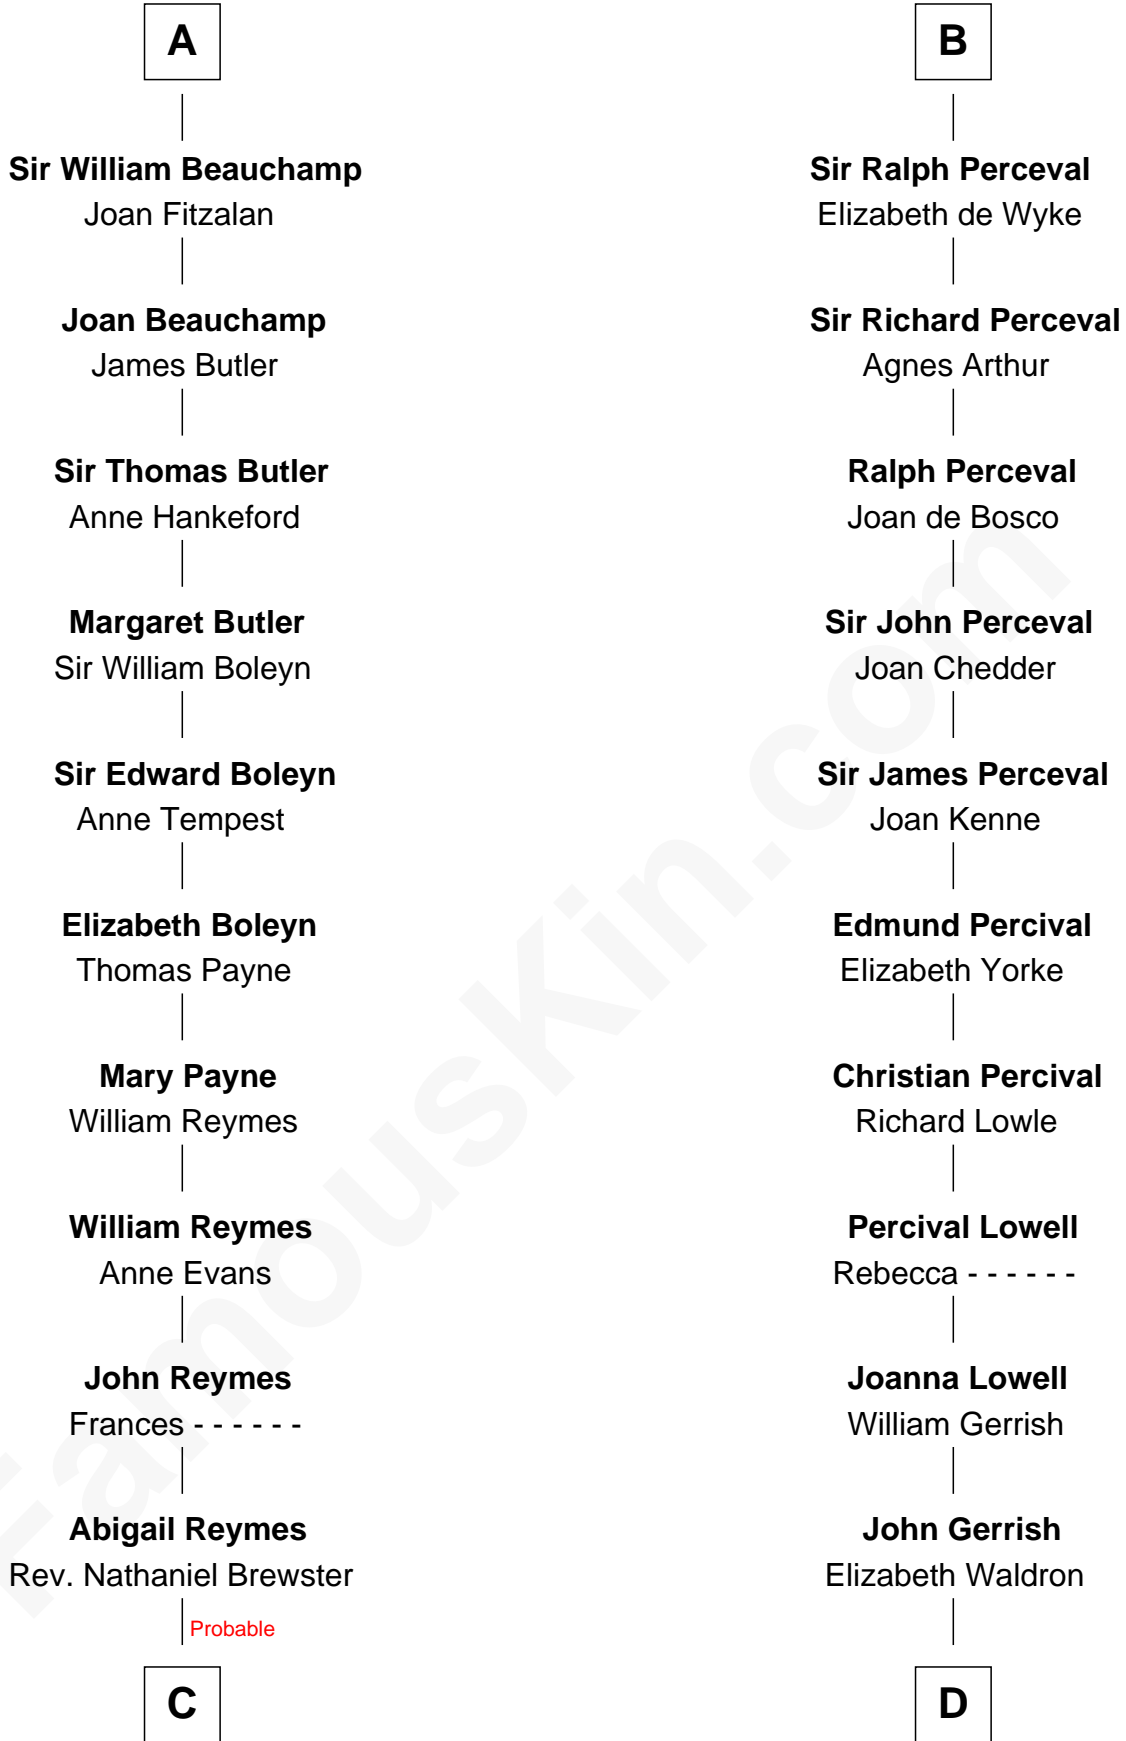 A
Sir William Beauchamp
Joan Fitzalan
Joan Beauchamp
James Butler
Sir Thomas Butler
Anne Hankeford
Margaret Butler
Sir William Boleyn
Sir Edward Boleyn
Anne Tempest
Elizabeth Boleyn
Thomas Payne
Mary Payne
William Reymes
William Reymes
Anne Evans
John Reymes
Frances - - - - - -
Abigail Reymes
Rev. Nathaniel Brewster
Probable
C
B
Sir Ralph Perceval
Elizabeth de Wyke
Sir Richard Perceval
Agnes Arthur
Ralph Perceval
Joan de Bosco
Sir John Perceval
Joan Chedder
Sir James Perceval
Joan Kenne
Edmund Percival
Elizabeth Yorke
Christian Percival
Richard Lowle
Percival Lowell
Rebecca - - - - - -
Joanna Lowell
William Gerrish
John Gerrish
Elizabeth Waldron
D
FamousKin.com